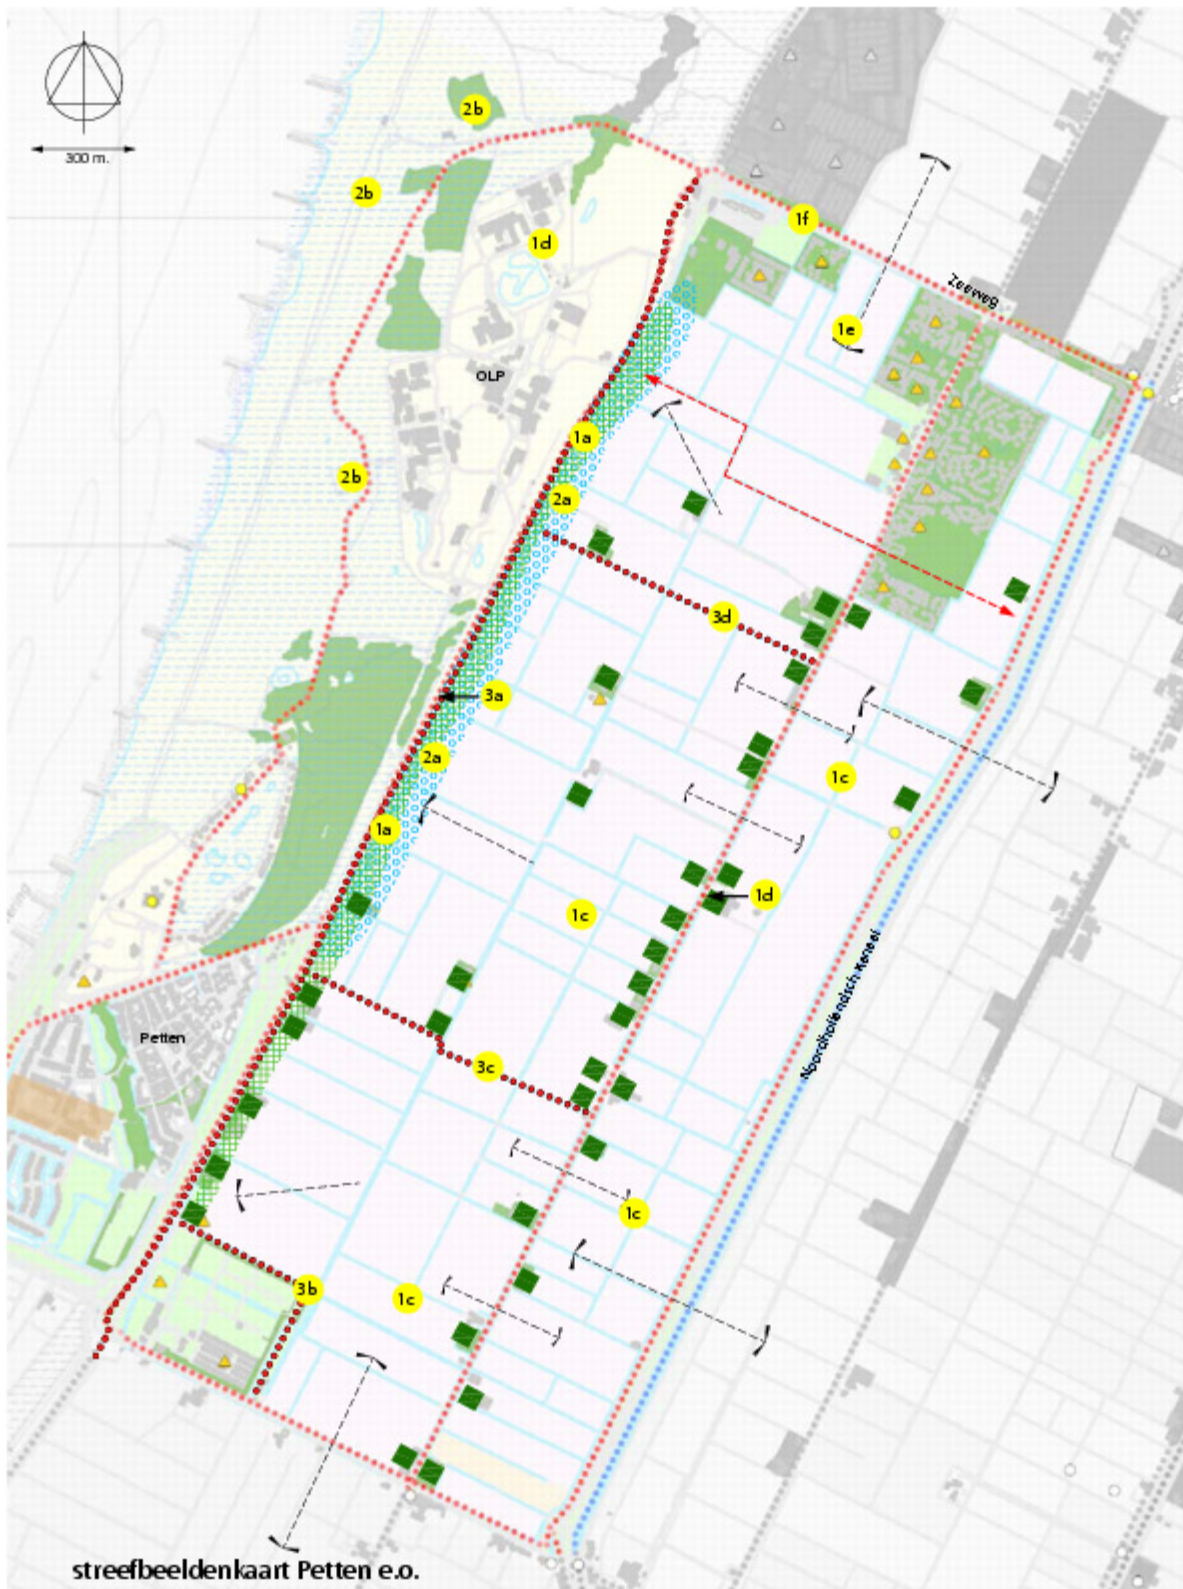 2b
300 m.
2b
1f
1d
Zeeweg
1e
OLP
1a
2b
2a
3d
3a
2a
1c
1a
1d
1c
Noordhollandsch Kanaal
Petten
3c
1c
3b
1c
streefbeeldenkaart Petten e.o.